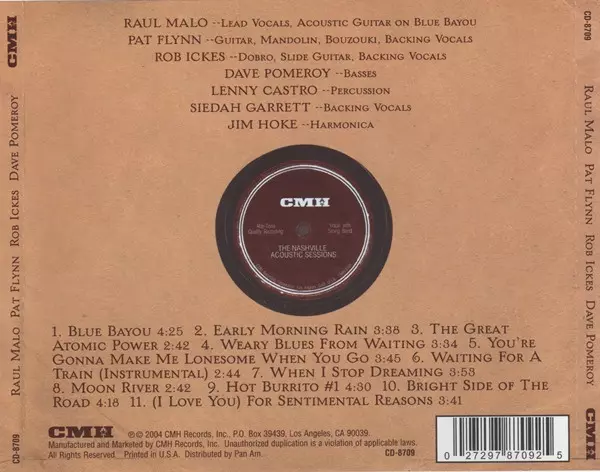 Raul Malo --Lead Vocals, Acoustic Guitar on Blue Bayou
Pat Flynn --Guitar, Mandolin, Bouzouki, Backing Vocals
Rob Ickes --Dobro, Slide Guitar, Backing Vocals
Dave Pomeroy --Basses
Lenny Castro --Percussion
Siedah Garrett --Backing Vocals
Jim Hoke --Harmonica
CMH
THE NASHVILLE
ACOUSTIC SESSIONS
1. Blue Bayou 4:25 2. Early Morning Rain 3:38 3. The Great
Atomic Power 2:42 4. Weary Blues From Waiting 3:34 5. You're
Gonna Make Me Lonesome When You Go 3:45 6. Waiting For A
Train (Instrumental) 2:44 7. When I Stop Dreaming 3:53
8. Moon River 2:42 9. Hot Burrito #1 4:30 10. Bright Side of The
Road 4:18 11. (I Love You) For Sentimental Reasons 3:41
CMH ℗ © 2004 CMH Records, Inc. P.O. Box 39439, Los Angeles, CA 90039.
Manufactured and Marketed by CMH Records, Inc. Unauthorized duplication is a violation of applicable laws.
All Rights Reserved. Printed in U.S.A. Distributed by Pan Am. CD-8709
0 27297 87092 5
CMH
Raul Malo Pat Flynn Rob Ickes Dave Pomeroy
CD-8709
CD-8709
Raul Malo Pat Flynn Rob Ickes Dave Pomeroy
CMH